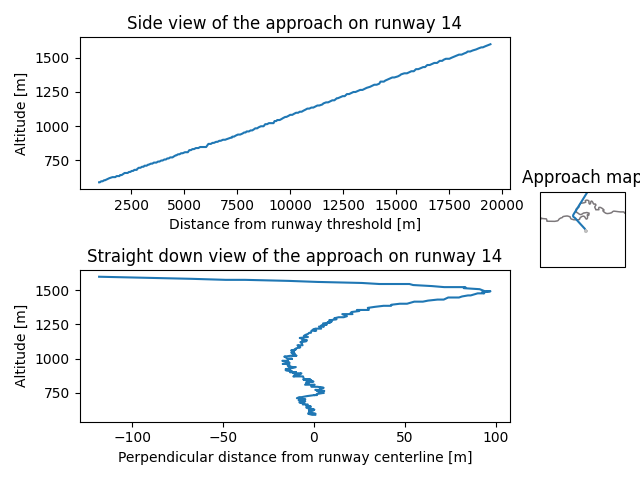 Side view of the approach on runway 14
Altitude [m]
1500
1250
1000
750
2500 5000 7500 10000 12500 15000 17500 20000
Distance from runway threshold [m]
Approach map
Straight down view of the approach on runway 14
Altitude [m]
1500
1250
1000
750
−100 −50 0 50 100
Perpendicular distance from runway centerline [m]